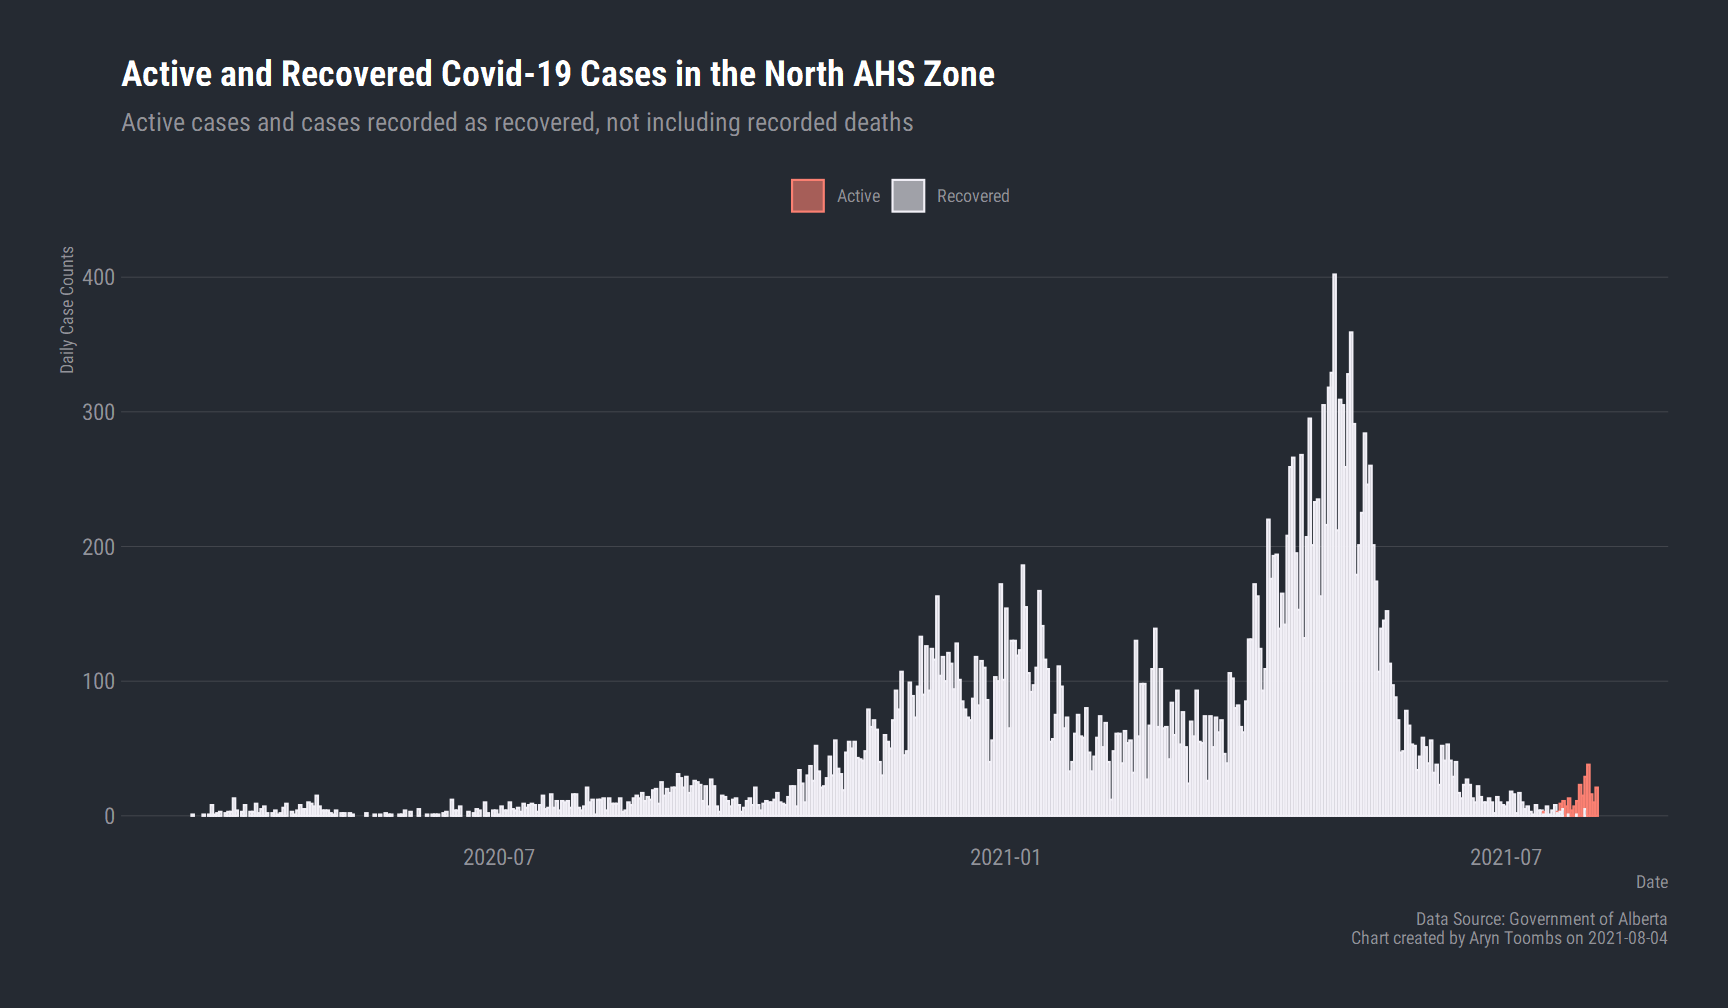 Active and Recovered Covid-19 Cases in the North AHS Zone
Active cases and cases recorded as recovered, not including recorded deaths
Active
Recovered
Daily Case Counts
400
300
200
100
0
2020-07
2021-01
2021-07
Date
Data Source: Government of Alberta
Chart created by Aryn Toombs on 2021-08-04